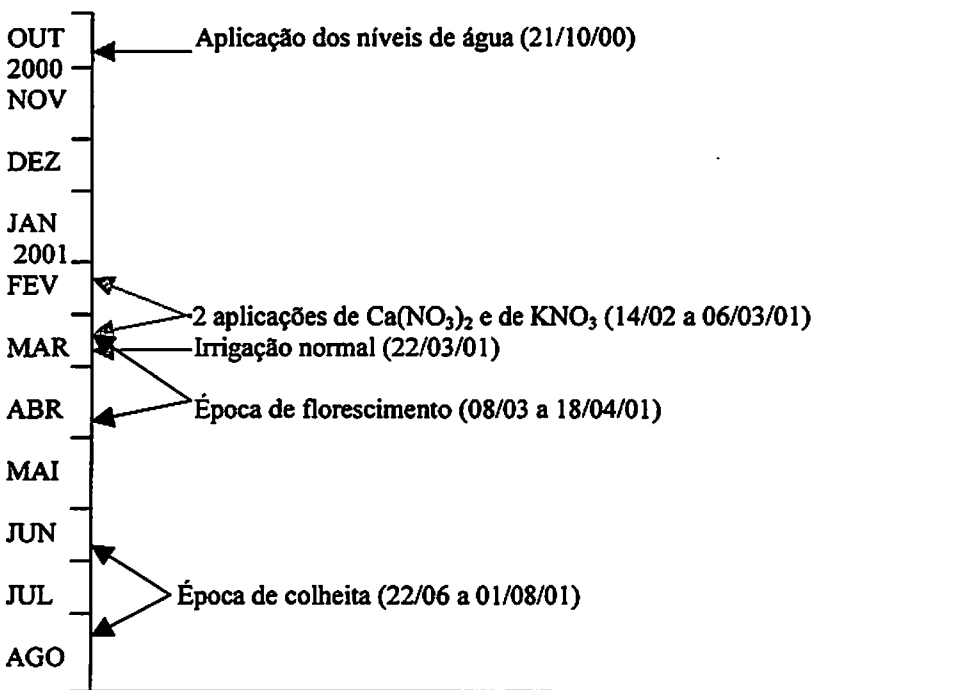 OUT Aplicação dos níveis de água (21/10/00)
2000
NOV
DEZ
JAN
2001
FEV
2 aplicações de Ca(NO₃)₂ e de KNO₃ (14/02 a 06/03/01)
MAR Irrigação normal (22/03/01)
ABR Época de florescimento (08/03 a 18/04/01)
MAI
JUN
JUL Época de colheita (22/06 a 01/08/01)
AGO